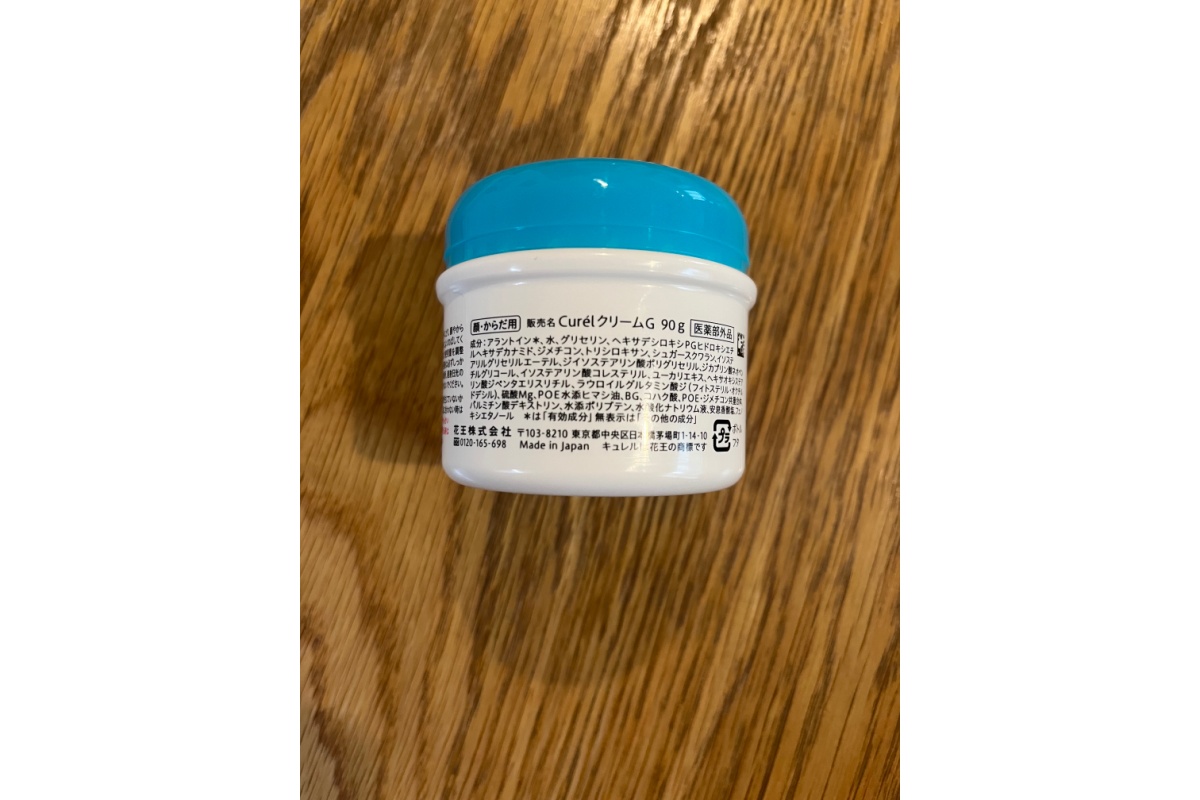 顔・からだ用 販売名 Curél クリームG 90g 医薬部外品
成分：アラントイン＊、水、グリセリン、ヘキサデシロキシPGヒドロキシエチ
ルヘキサデカナミド、ジメチコン、トリシロキサン、シュガースクワラン、イソステ
アリルグリセリルエーテル、ジイソステアリン酸ポリグリセリル、ジカプリン酸ネオペン
チルグリコール、イソステアリン酸コレステリル、ユーカリエキス、ヘキサオキシステア
リン酸ジペンタエリスリチル、ラウロイルグルタミン酸ジ（フィトステリル・オクチル
ドデシル）、硫酸Mg、POE水添ヒマシ油、BG、コハク酸、POE・ジメチコン共重合体、
パルミチン酸デキストリン、水添ポリブテン、水酸化ナトリウム液、安息香酸塩、フェノ
キシエタノール ＊は「有効成分」無表示は「その他の成分」
花王株式会社 〒103-8210 東京都中央区日本橋茅場町1-14-10
0120-165-698 Made in Japan キュレルは花王の商標です
プラ ボトル
フタ